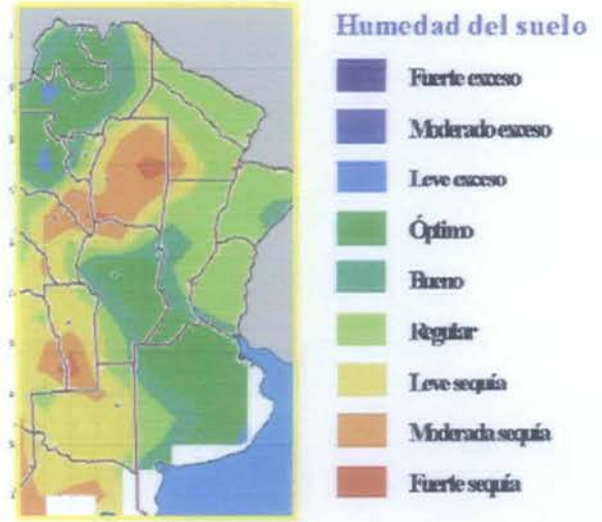 Humedad del suelo
Fuerte exceso
Moderado exceso
Leve exceso
Óptimo
Bueno
Regular
Leve sequía
Moderada sequía
Fuerte sequía